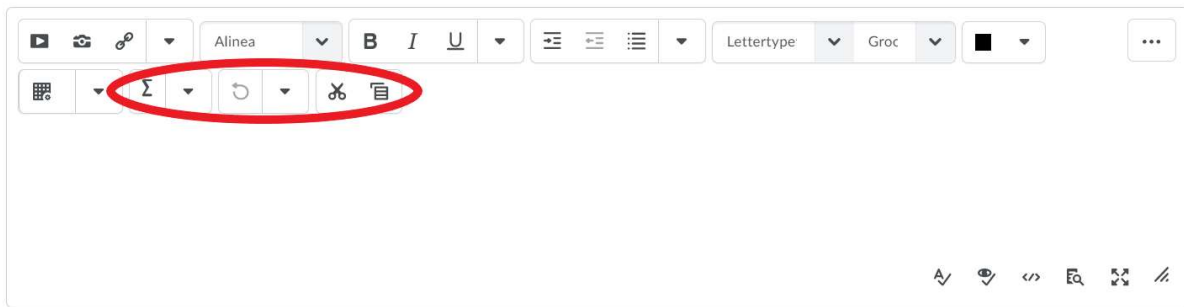 Alinea B I U Lettertype Groc
Σ